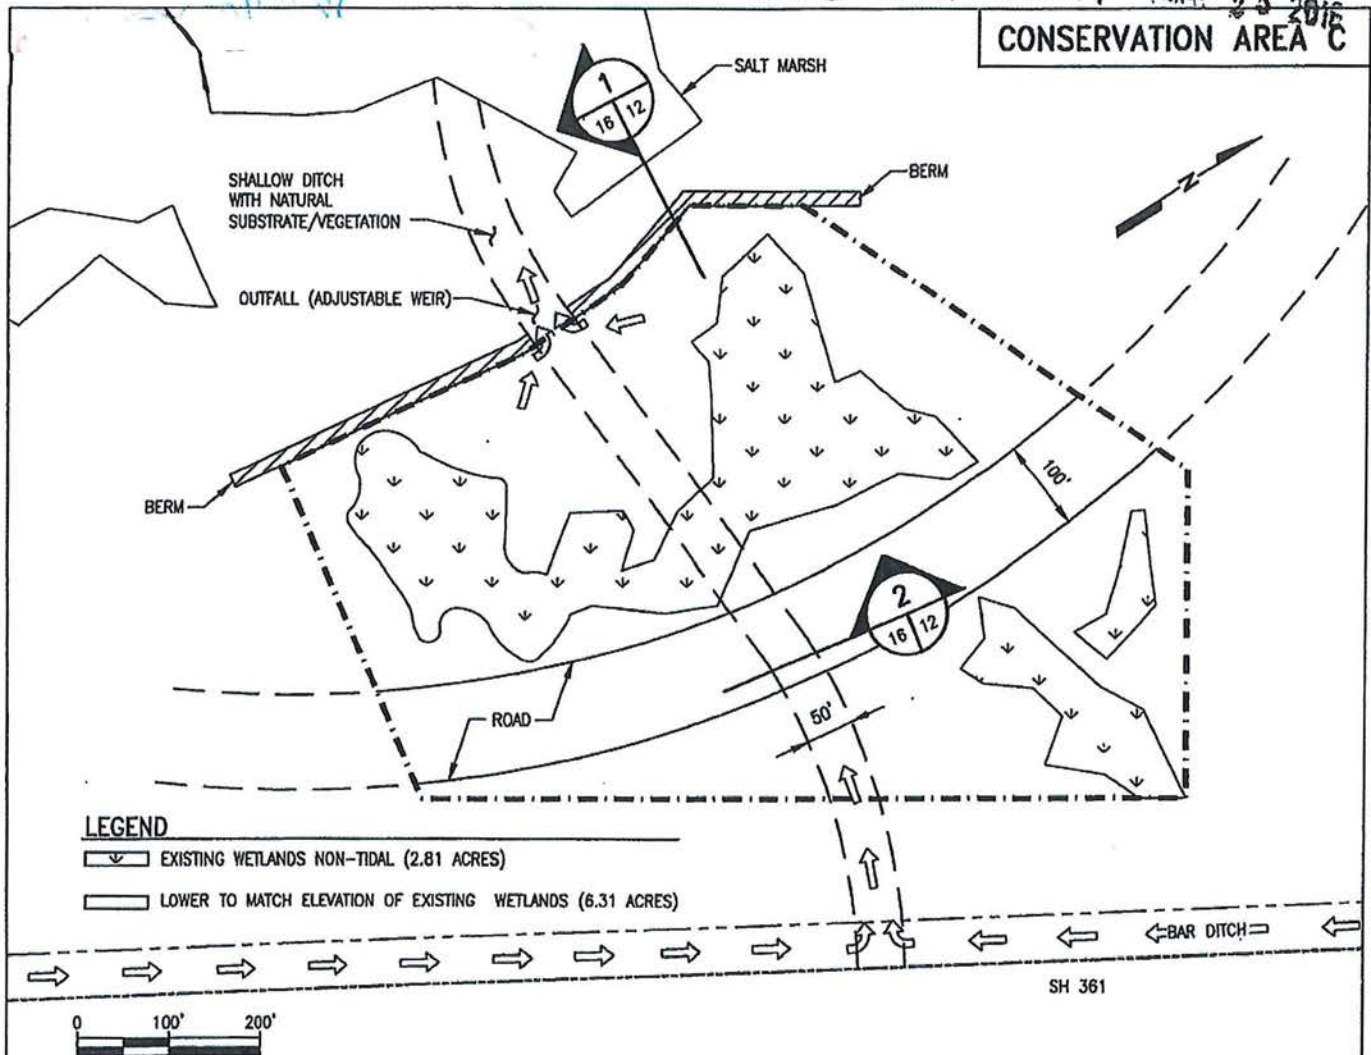 CONSERVATION AREA C
SALT MARSH
1
16 12
BERM
SHALLOW DITCH
WITH NATURAL
SUBSTRATE/VEGETATION
N
OUTFALL (ADJUSTABLE WEIR)
100'
BERM
2
16 12
ROAD
50'
LEGEND
EXISTING WETLANDS NON-TIDAL (2.81 ACRES)
LOWER TO MATCH ELEVATION OF EXISTING WETLANDS (6.31 ACRES)
BAR DITCH
SH 361
0 100' 200'